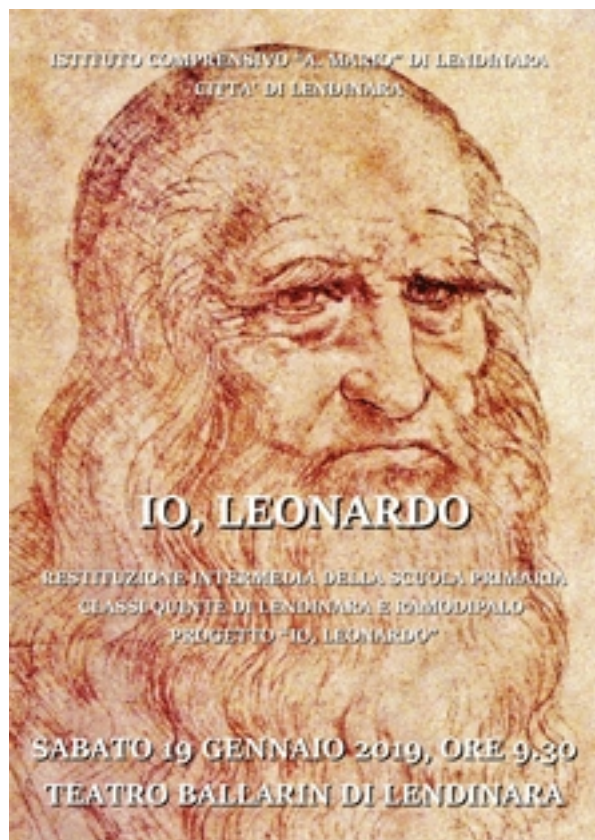 ISTITUTO COMPRENSIVO "A. MARIO" DI LENDINARA
CITTA' DI LENDINARA
IO, LEONARDO
RESTITUZIONE INTERMEDIA DELLA SCUOLA PRIMARIA
CLASSI QUINTE DI LENDINARA E RAMODIPALO
PROGETTO "IO, LEONARDO"
SABATO 19 GENNAIO 2019, ORE 9.30
TEATRO BALLARIN DI LENDINARA